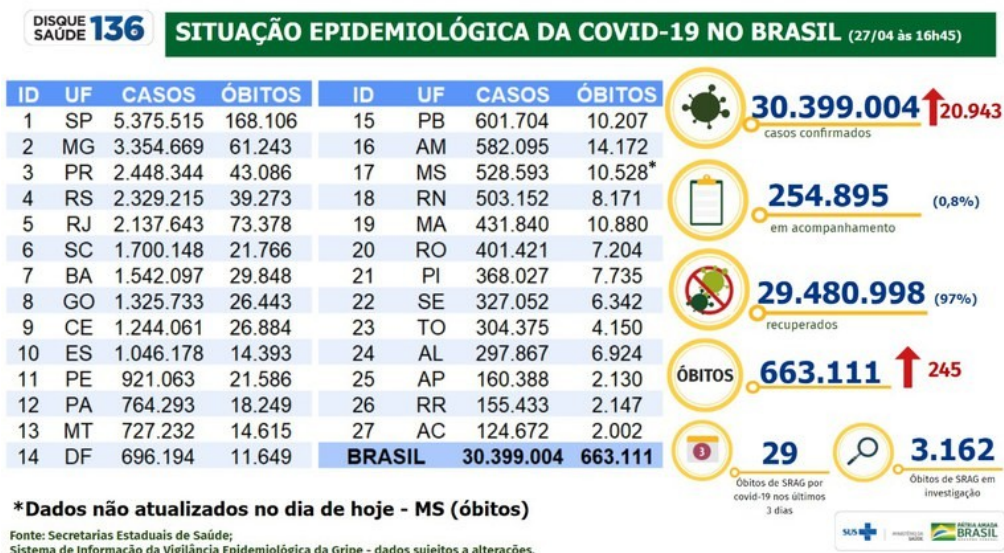 DISQUE
SAÚDE 136
SITUAÇÃO EPIDEMIOLÓGICA DA COVID-19 NO BRASIL (27/04 às 16h45)
ID UF CASOS ÓBITOS
1 SP 5.375.515 168.106
2 MG 3.354.669 61.243
3 PR 2.448.344 43.086
4 RS 2.329.215 39.273
5 RJ 2.137.643 73.378
6 SC 1.700.148 21.766
7 BA 1.542.097 29.848
8 GO 1.325.733 26.443
9 CE 1.244.061 26.884
10 ES 1.046.178 14.393
11 PE 921.063 21.586
12 PA 764.293 18.249
13 MT 727.232 14.615
14 DF 696.194 11.649
ID UF CASOS ÓBITOS
15 PB 601.704 10.207
16 AM 582.095 14.172
17 MS 528.593 10.528*
18 RN 503.152 8.171
19 MA 431.840 10.880
20 RO 401.421 7.204
21 PI 368.027 7.735
22 SE 327.052 6.342
23 TO 304.375 4.150
24 AL 297.867 6.924
25 AP 160.388 2.130
26 RR 155.433 2.147
27 AC 124.672 2.002
BRASIL 30.399.004 663.111
30.399.004 20.943
casos confirmados
254.895 (0,8%)
em acompanhamento
29.480.998 (97%)
recuperados
ÓBITOS 663.111 245
3
29
Óbitos de SRAG por
covid-19 nos últimos
3 dias
3.162
Óbitos de SRAG em
investigação
*Dados não atualizados no dia de hoje - MS (óbitos)
Fonte: Secretarias Estaduais de Saúde;
Sistema de Informação da Vigilância Epidemiológica da Gripe - dados sujeitos a alterações.
SUS
MINISTÉRIO DA
SAÚDE
PÁTRIA AMADA
BRASIL